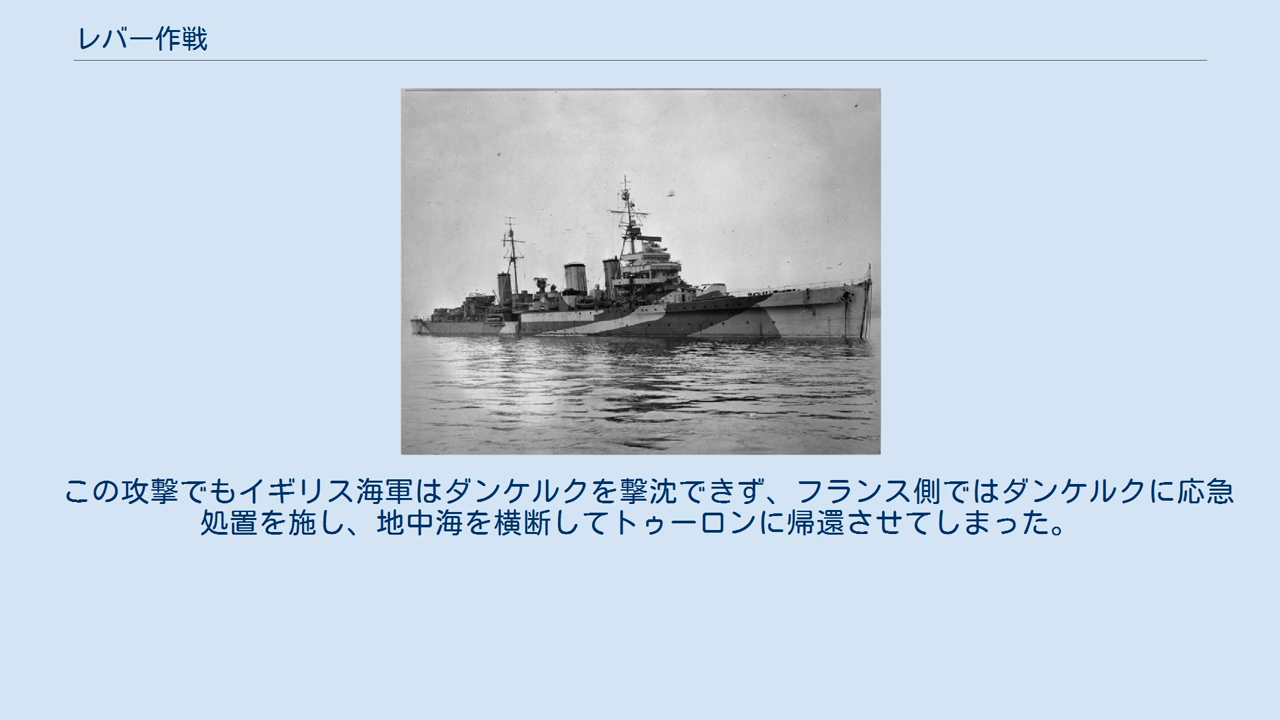 レバー作戦
この攻撃でもイギリス海軍はダンケルクを撃沈できず、フランス側ではダンケルクに応急
処置を施し、地中海を横断してトゥーロンに帰還させてしまった。